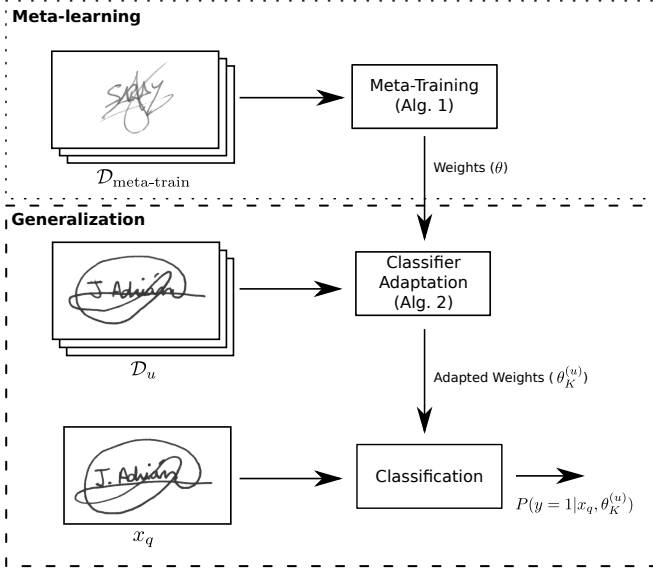 Meta-learning
Meta-Training
(Alg. 1)
𝒟meta-train
Weights (θ)
Generalization
J. Adrián
Classifier
Adaptation
(Alg. 2)
𝒟u
Adapted Weights ( θK(u))
J. Adrián
Classification
P(y = 1|xq, θK(u))
xq